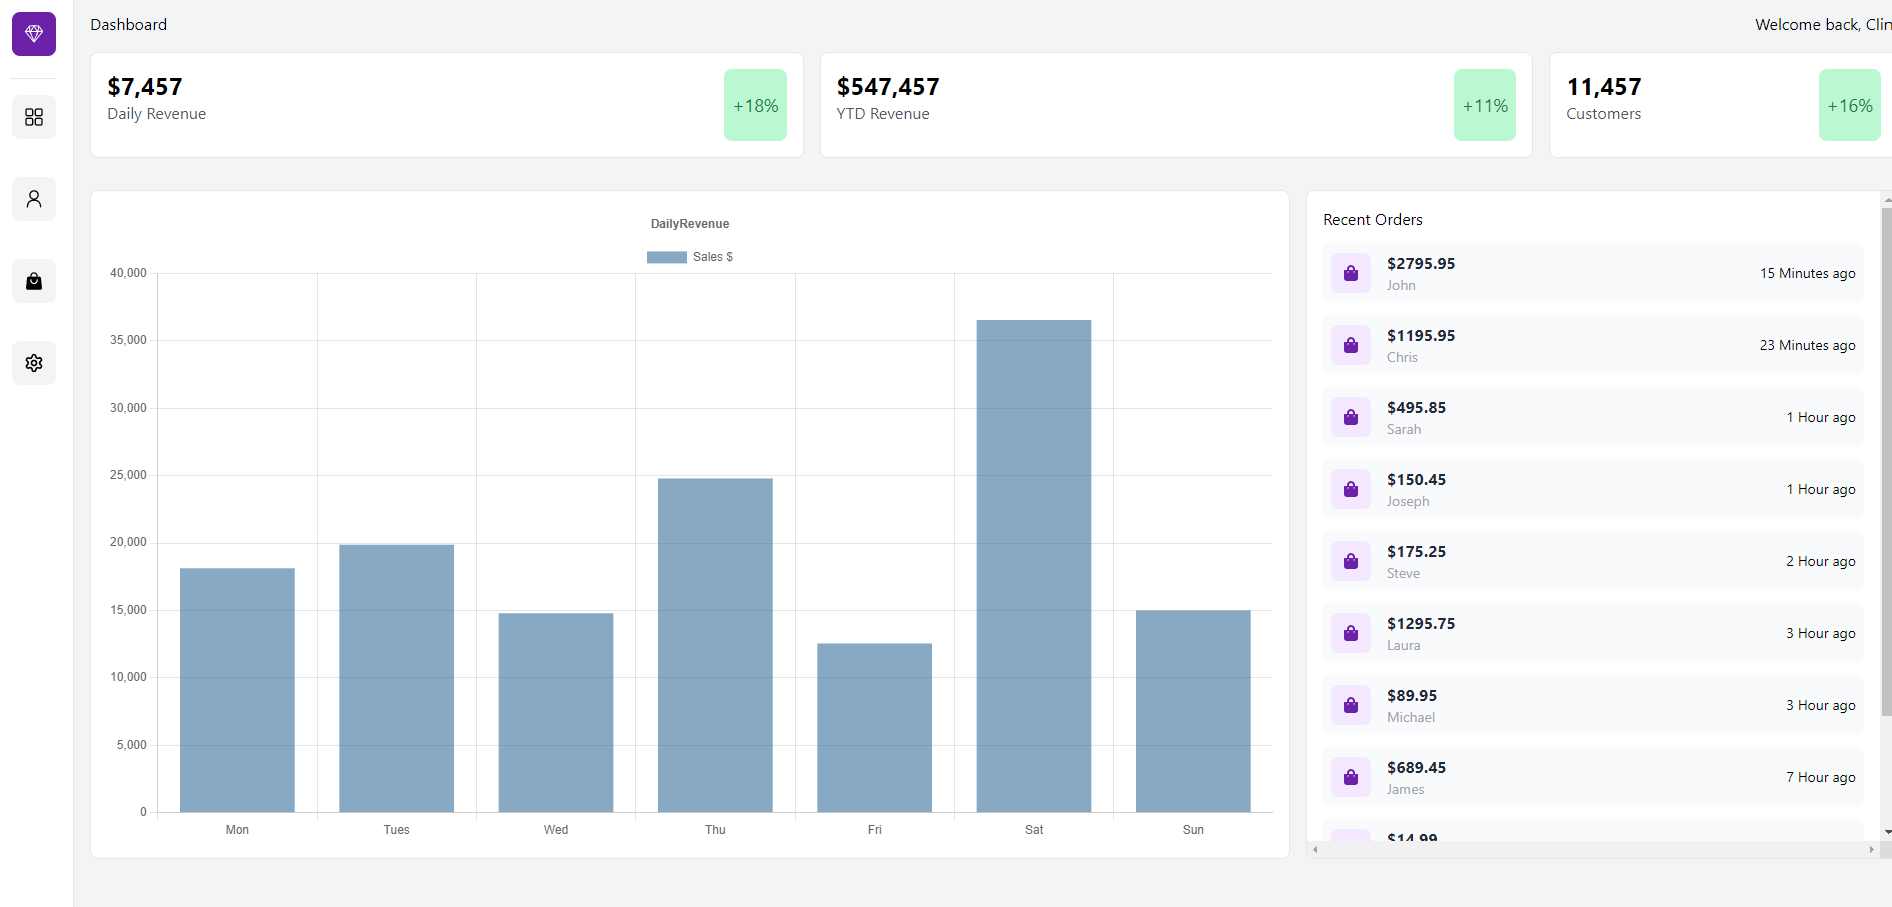 Dashboard
Welcome back, Clin
$7,457
Daily Revenue
+18%
$547,457
YTD Revenue
+11%
11,457
Customers
+16%
DailyRevenue
Sales $
40,000
35,000
30,000
25,000
20,000
15,000
10,000
5,000
0
Mon
Tues
Wed
Thu
Fri
Sat
Sun
Recent Orders
$2795.95
John
15 Minutes ago
$1195.95
Chris
23 Minutes ago
$495.85
Sarah
1 Hour ago
$150.45
Joseph
1 Hour ago
$175.25
Steve
2 Hour ago
$1295.75
Laura
3 Hour ago
$89.95
Michael
3 Hour ago
$689.45
James
7 Hour ago
$14.99